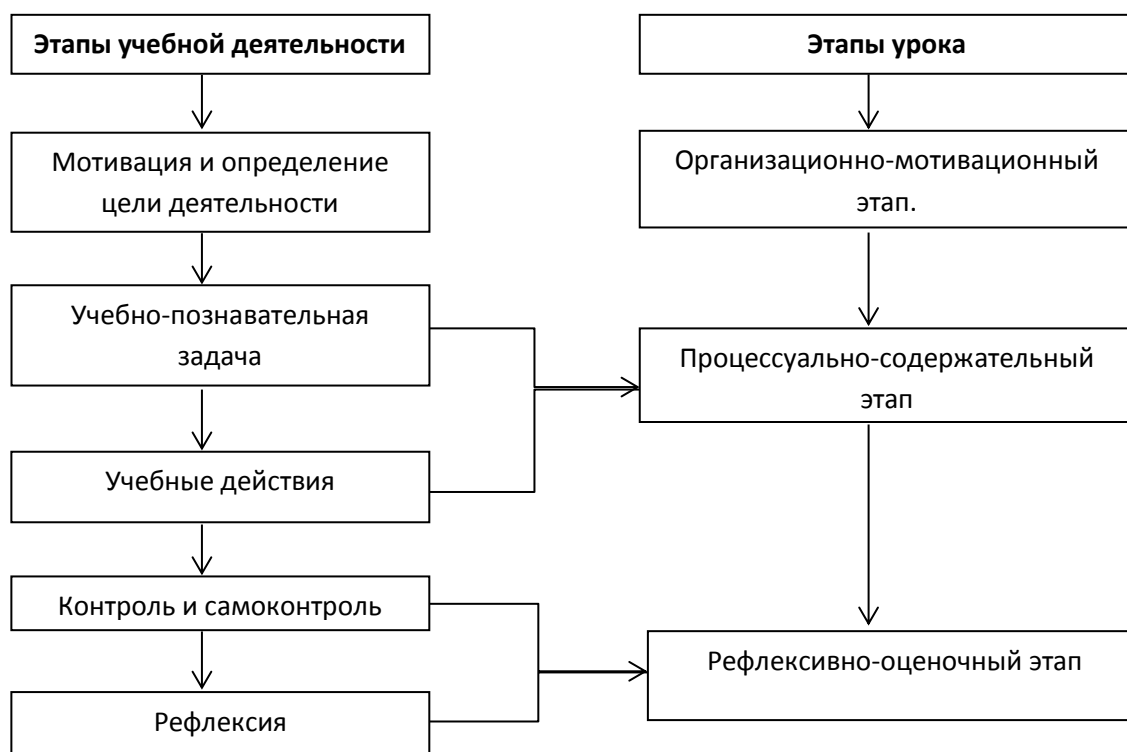 Этапы учебной деятельности
Этапы урока
Мотивация и определение
цели деятельности
Организационно-мотивационный
этап.
Учебно-познавательная
задача
Процессуально-содержательный
этап
Учебные действия
Контроль и самоконтроль
Рефлексивно-оценочный этап
Рефлексия